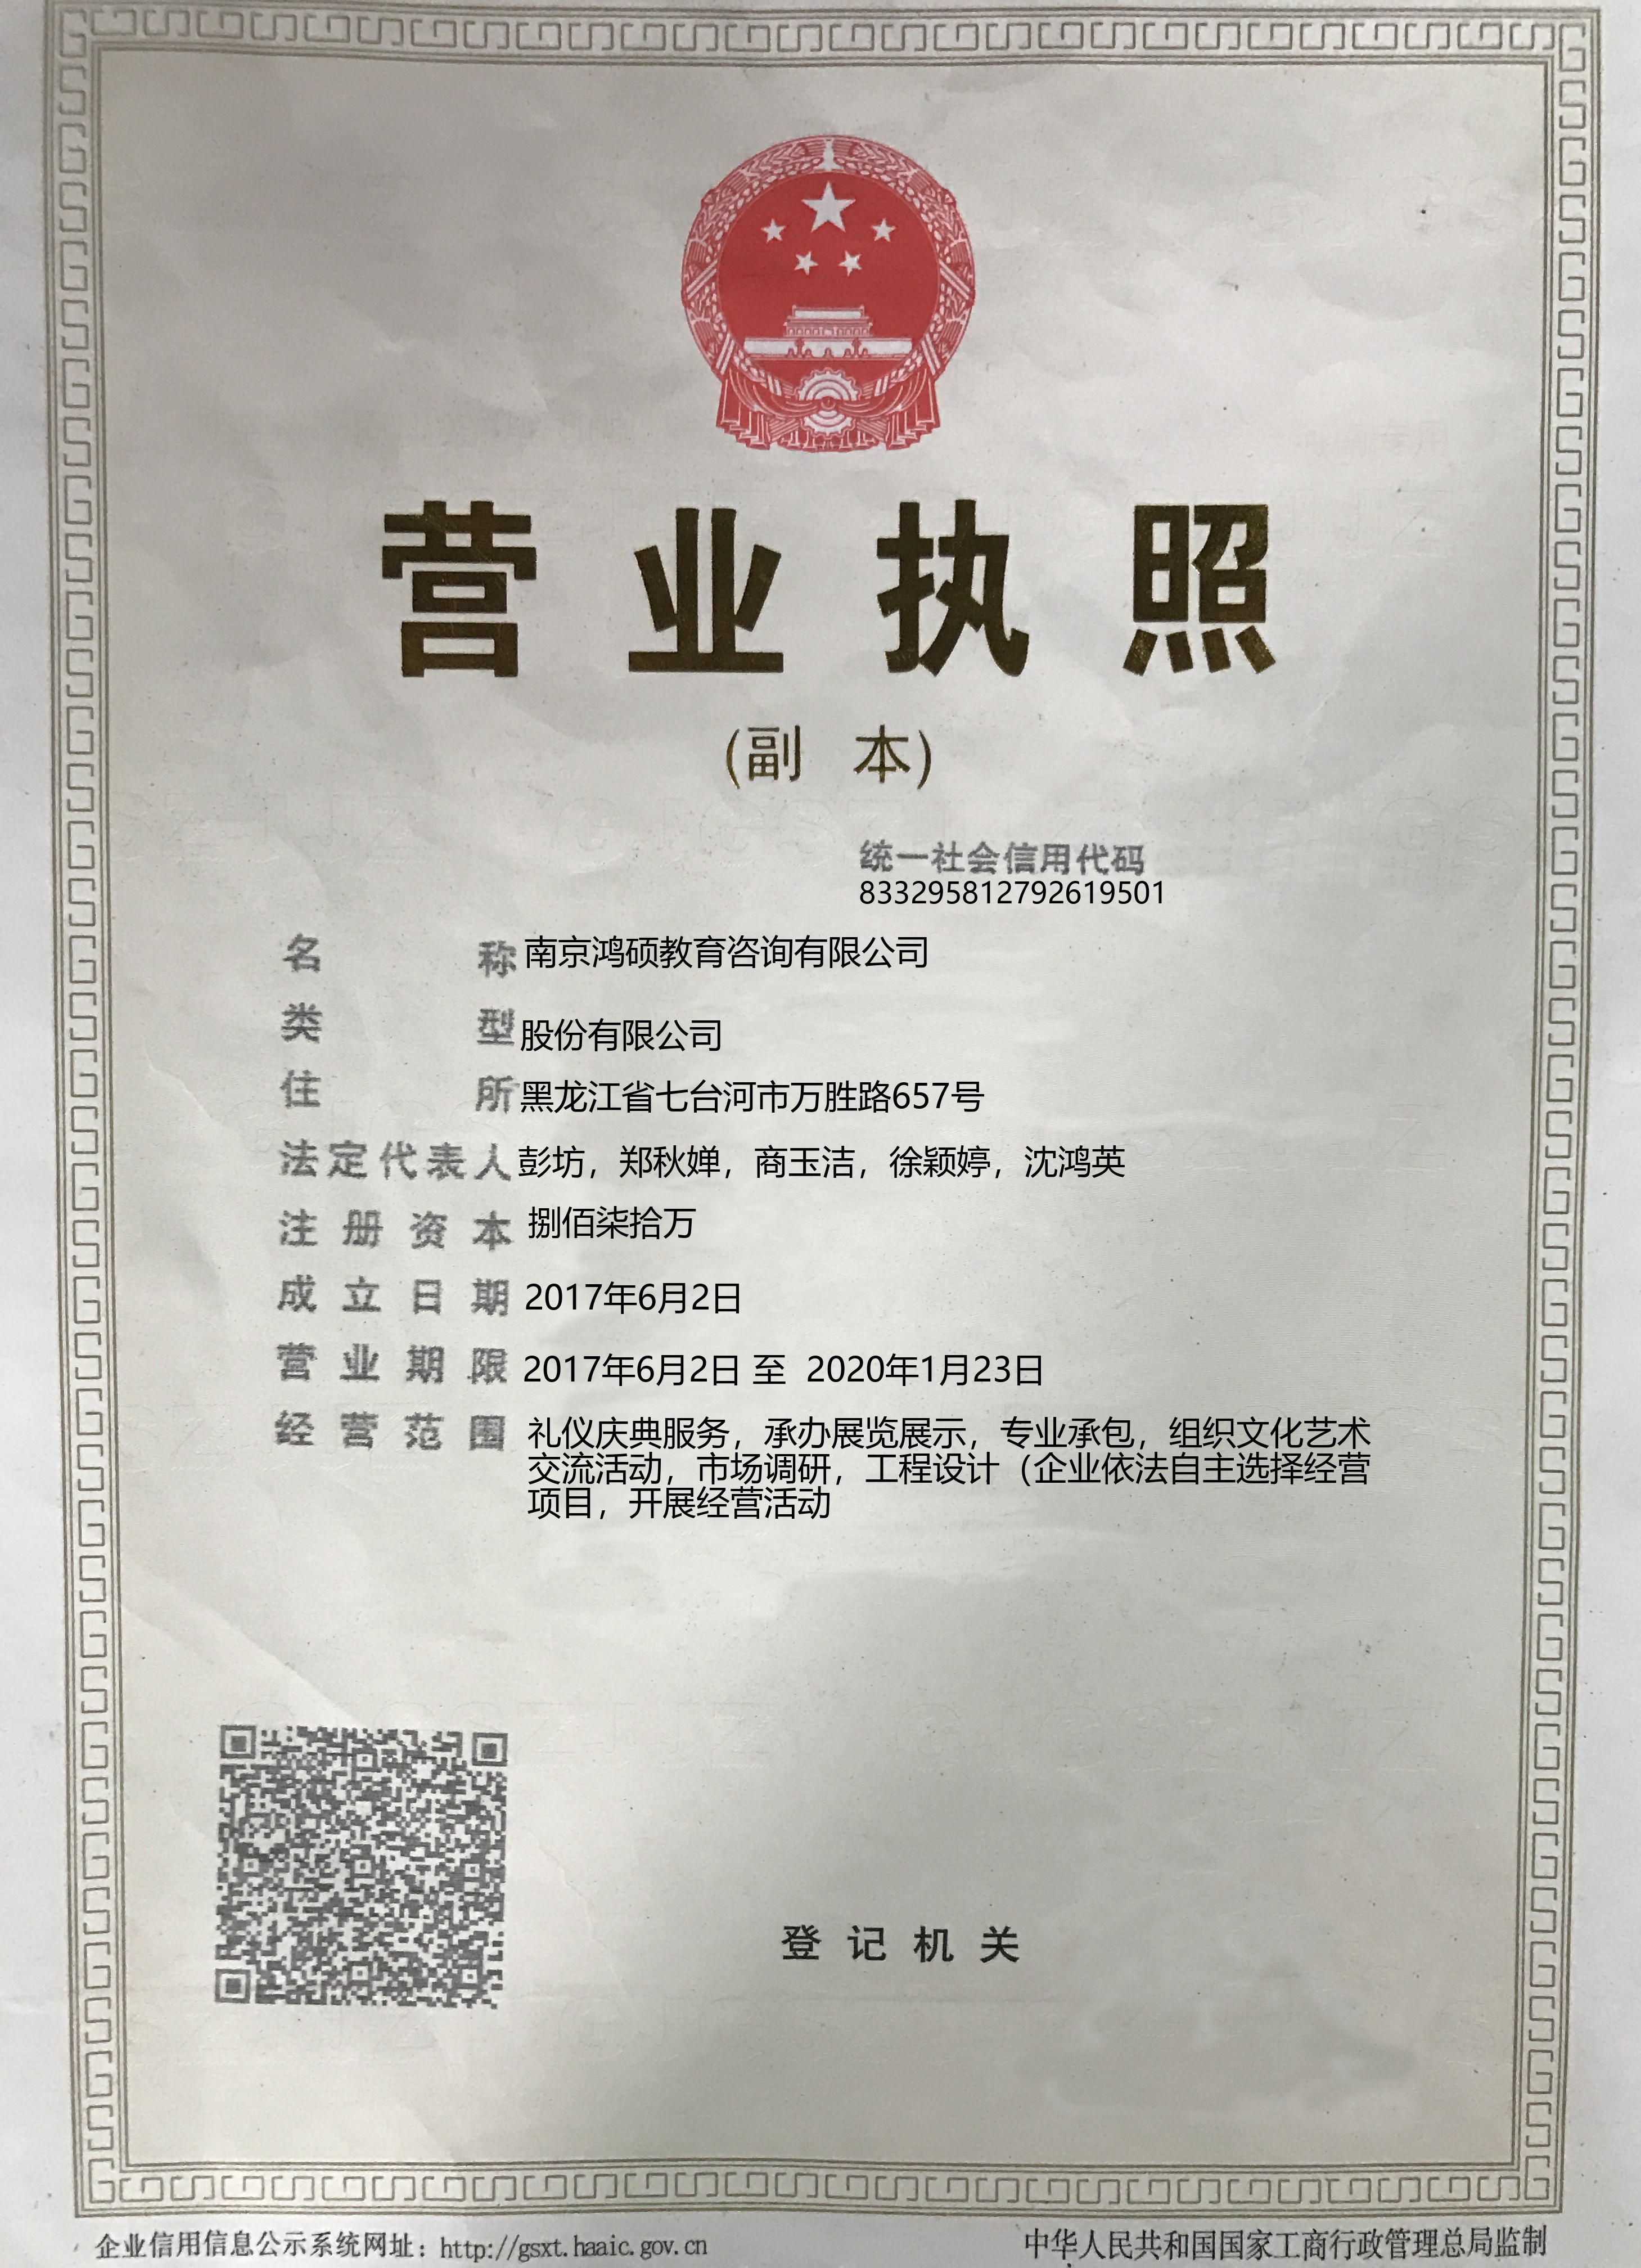 营业执照
(副 本)
统一社会信用代码
833295812792619501
名称 南京鸿硕教育咨询有限公司
类型 股份有限公司
住所 黑龙江省七台河市万胜路657号
法定代表人 彭坊，郑秋婵，商玉洁，徐颖婷，沈鸿英
注册资本 捌佰柒拾万
成立日期 2017年6月2日
营业期限 2017年6月2日 至 2020年1月23日
经营范围 礼仪庆典服务，承办展览展示，专业承包，组织文化艺术
交流活动，市场调研，工程设计（企业依法自主选择经营
项目，开展经营活动
登记机关
企业信用信息公示系统网址：http://gsxt.haaic.gov.cn
中华人民共和国国家工商行政管理总局监制